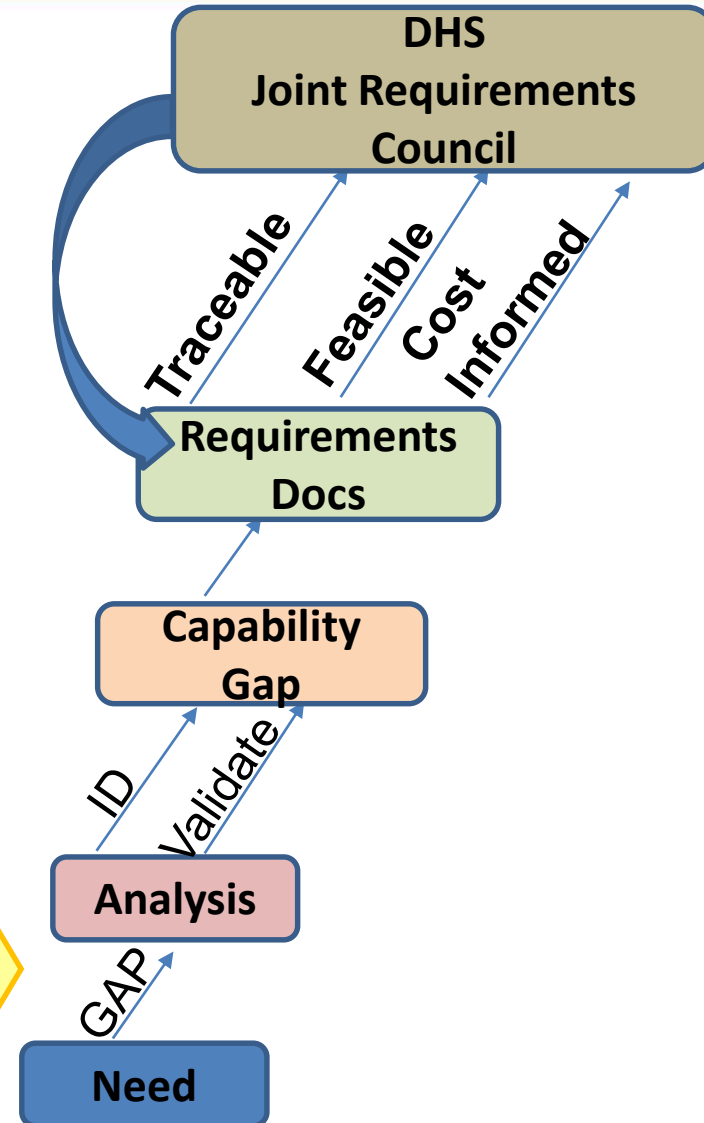 DHS
Joint Requirements
Council
Traceable
Feasible
Cost
Informed
Requirements
Docs
Capability
Gap
ID
Validate
Analysis
GAP
Need